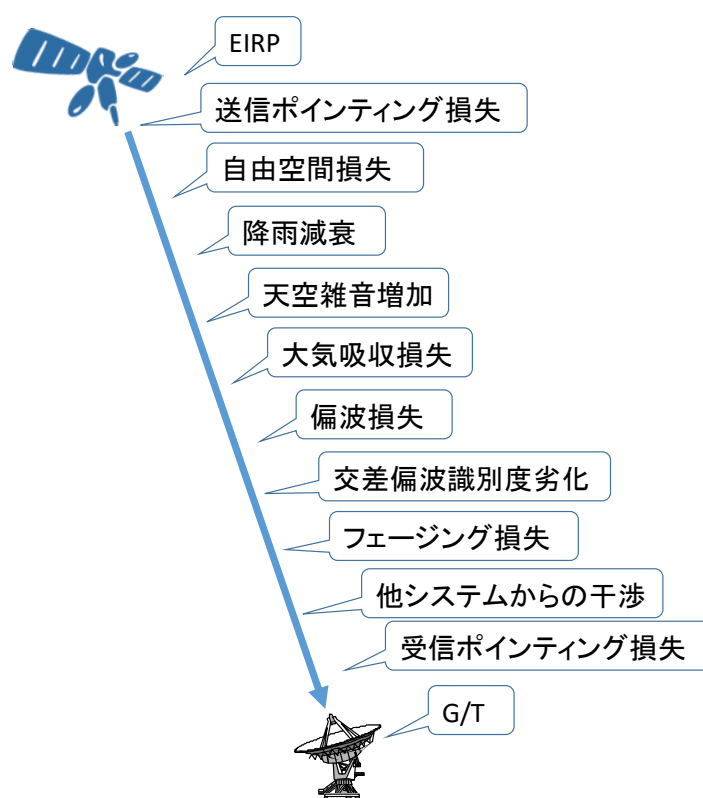 EIRP
送信ポインティング損失
自由空間損失
降雨減衰
天空雑音増加
大気吸収損失
偏波損失
交差偏波識別度劣化
フェージング損失
他システムからの干渉
受信ポインティング損失
G/T